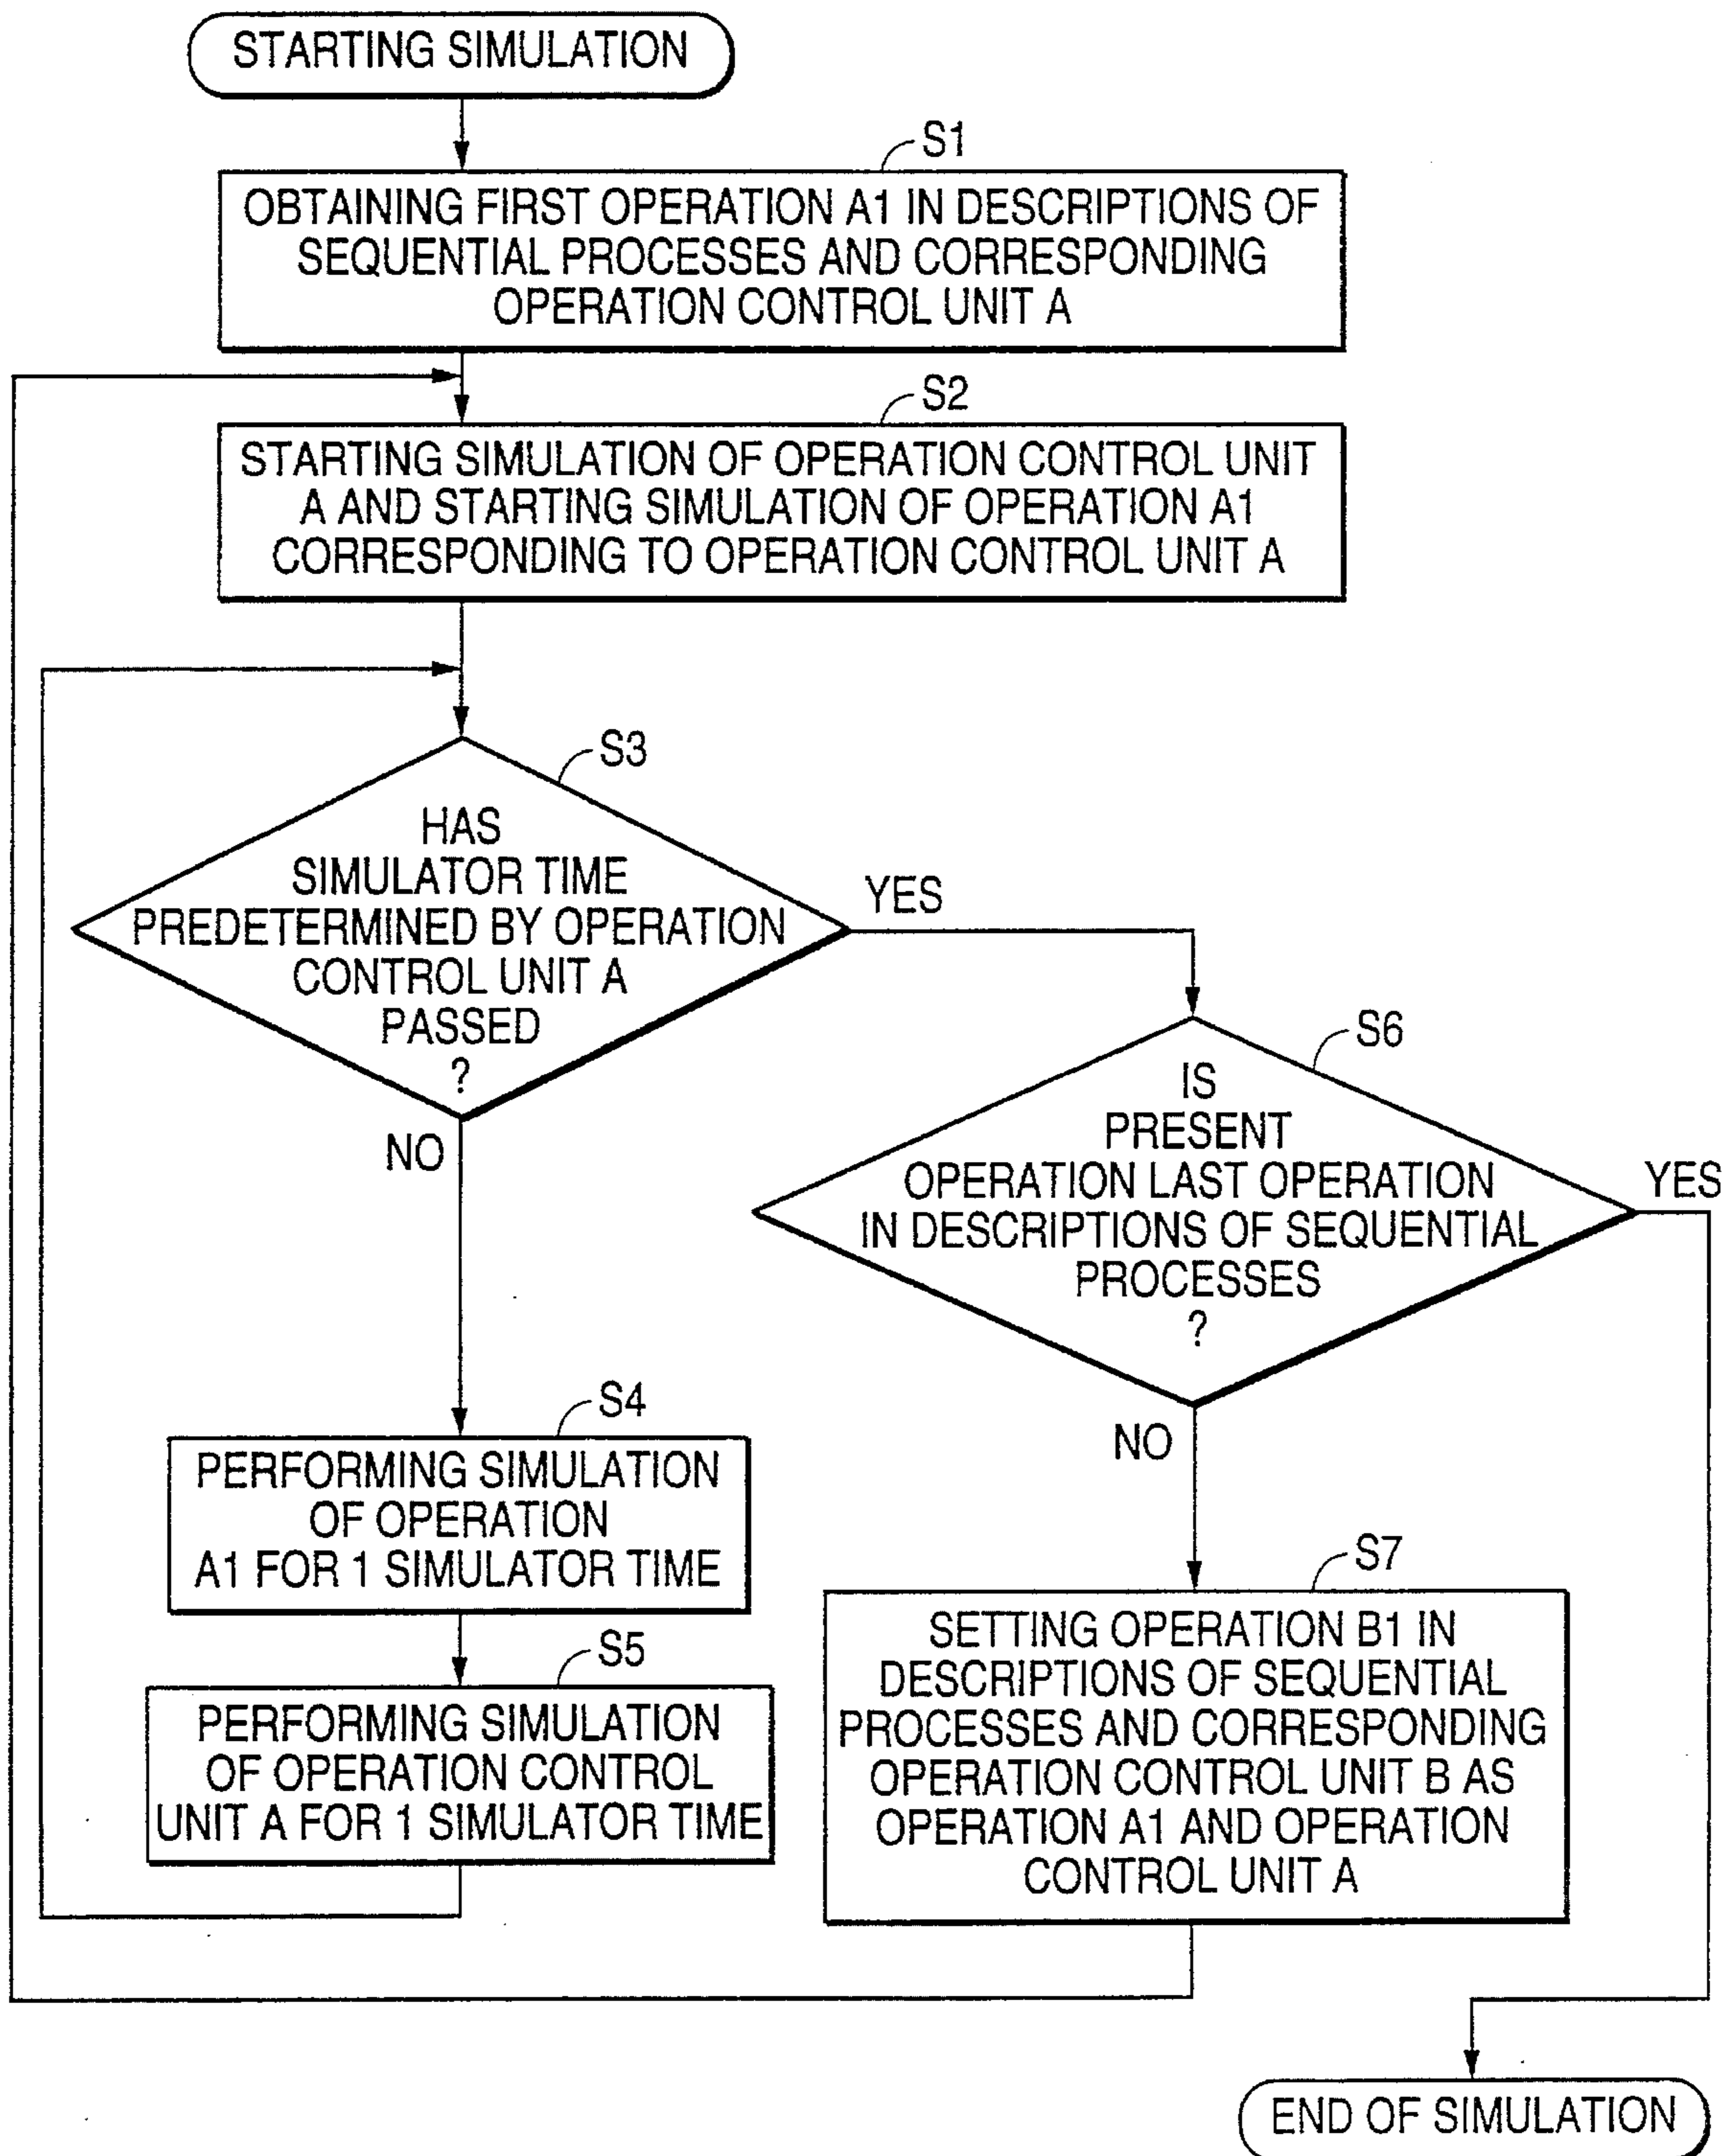 STARTING SIMULATION
S1
OBTAINING FIRST OPERATION A1 IN DESCRIPTIONS OF
SEQUENTIAL PROCESSES AND CORRESPONDING
OPERATION CONTROL UNIT A
S2
STARTING SIMULATION OF OPERATION CONTROL UNIT
A AND STARTING SIMULATION OF OPERATION A1
CORRESPONDING TO OPERATION CONTROL UNIT A
S3
HAS
SIMULATOR TIME
PREDETERMINED BY OPERATION
CONTROL UNIT A
PASSED
?
YES
NO
S6
IS
PRESENT
OPERATION LAST OPERATION
IN DESCRIPTIONS OF SEQUENTIAL
PROCESSES
?
YES
NO
S4
PERFORMING SIMULATION
OF OPERATION
A1 FOR 1 SIMULATOR TIME
S5
PERFORMING SIMULATION
OF OPERATION CONTROL
UNIT A FOR 1 SIMULATOR TIME
S7
SETTING OPERATION B1 IN
DESCRIPTIONS OF SEQUENTIAL
PROCESSES AND CORRESPONDING
OPERATION CONTROL UNIT B AS
OPERATION A1 AND OPERATION
CONTROL UNIT A
END OF SIMULATION